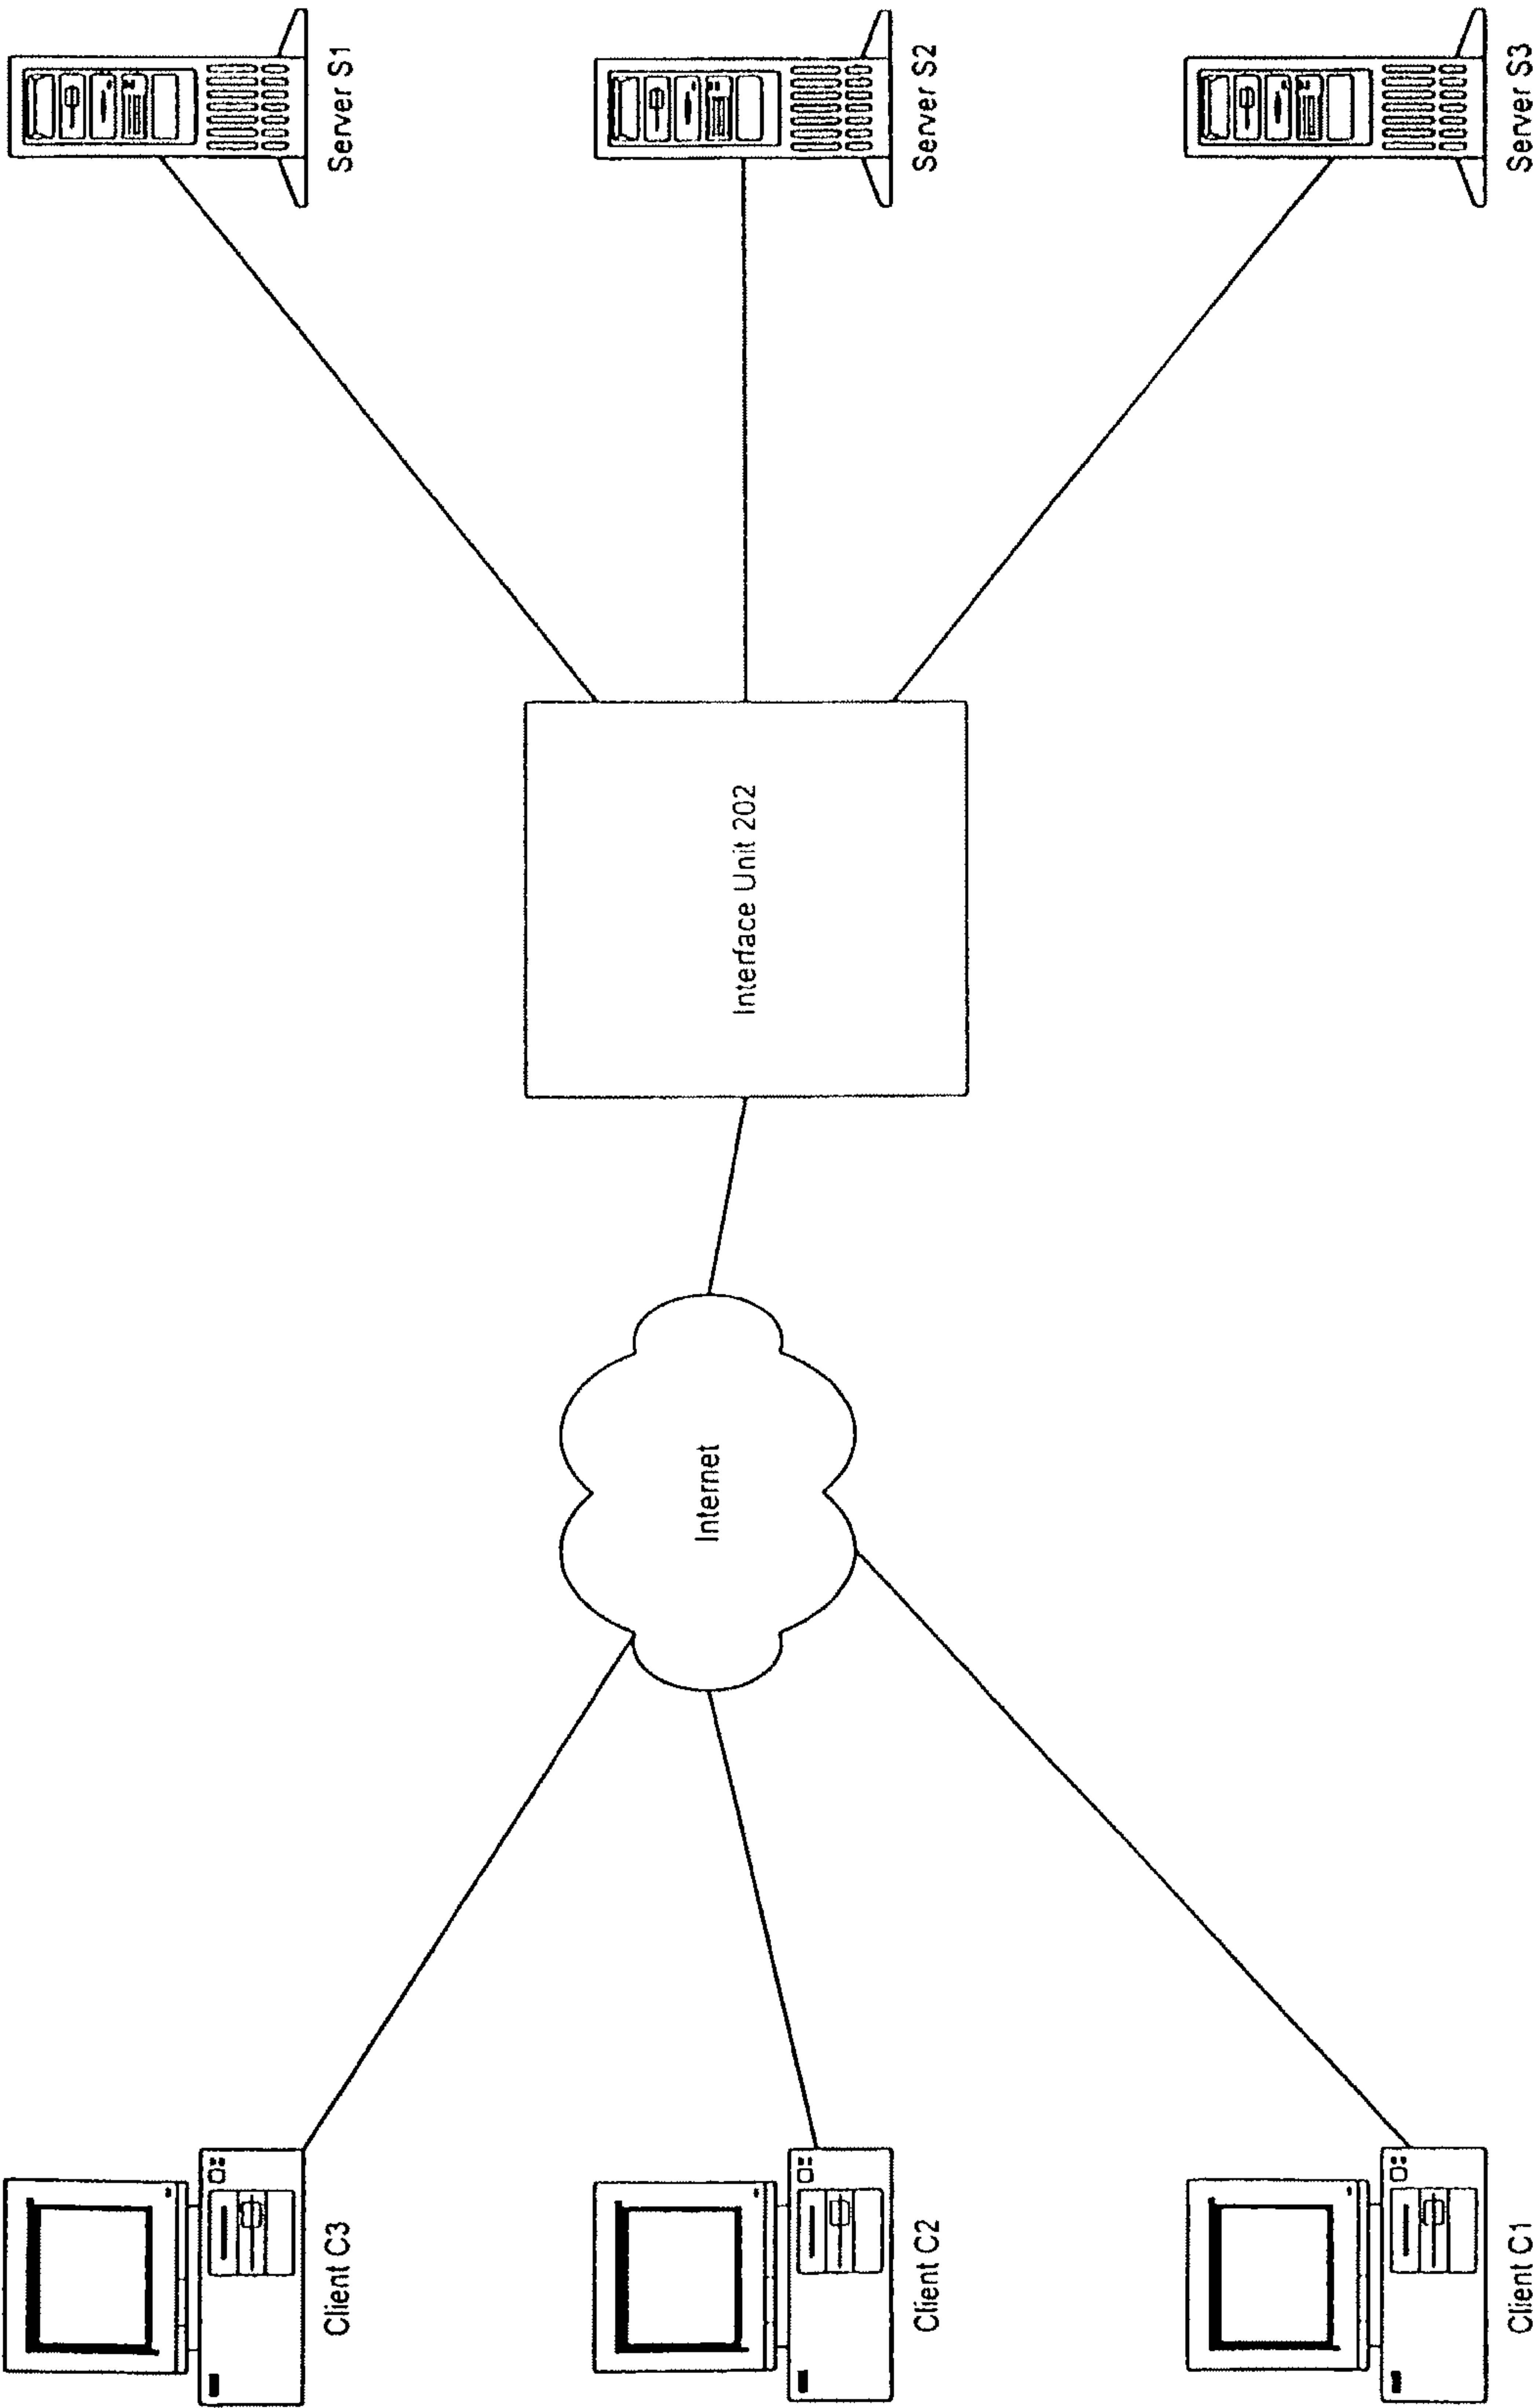 Client C3
Server S1
Internet
Interface Unit 202
Client C2
Server S2
Client C1
Server S3